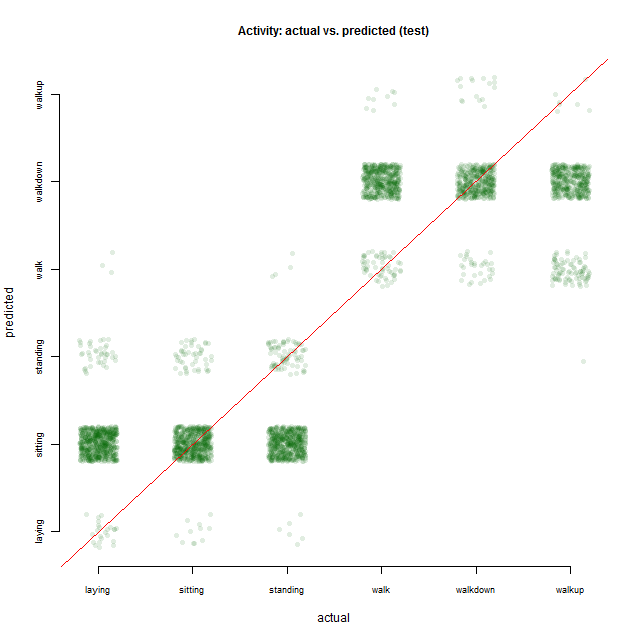 Activity: actual vs. predicted (test)
walkup
walkdown
walk
standing
sitting
laying
predicted
laying sitting standing walk walkdown walkup
actual